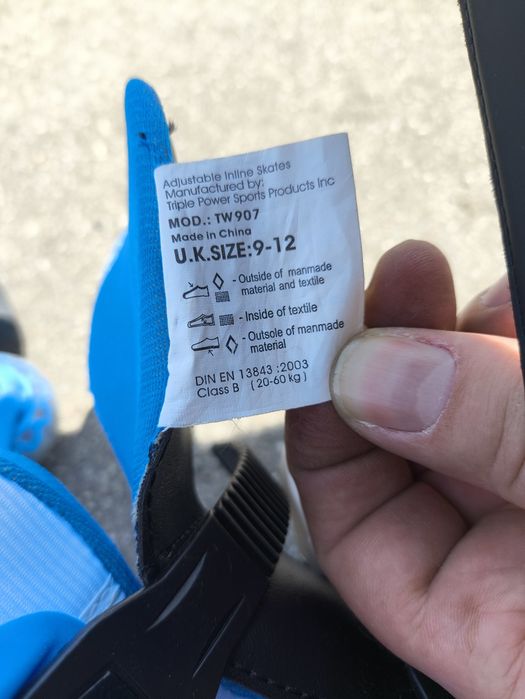 Adjustable Inline Skates
Manufactured by:
Triple Power Sports Products Inc
MOD.: TW907
Made in China
U.K.SIZE:9-12
- Outside of manmade
material and textile
- Inside of textile
- Outsole of manmade
material
DIN EN 13843 :2003
Class B ( 20-60 kg )